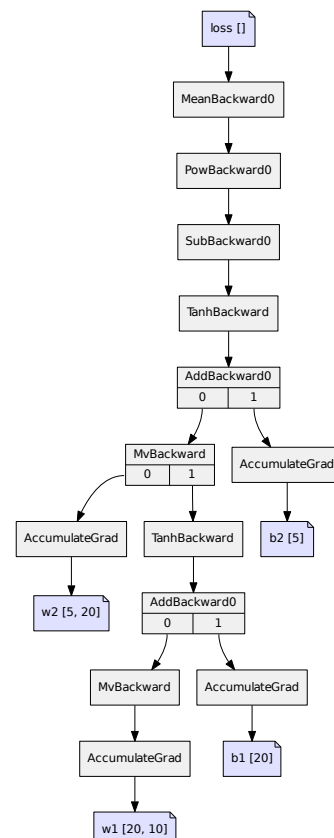 loss []
MeanBackward0
PowBackward0
SubBackward0
TanhBackward
AddBackward0
0 1
MvBackward
0 1
AccumulateGrad
AccumulateGrad
TanhBackward
b2 [5]
w2 [5, 20]
AddBackward0
0 1
MvBackward
AccumulateGrad
AccumulateGrad
b1 [20]
w1 [20, 10]